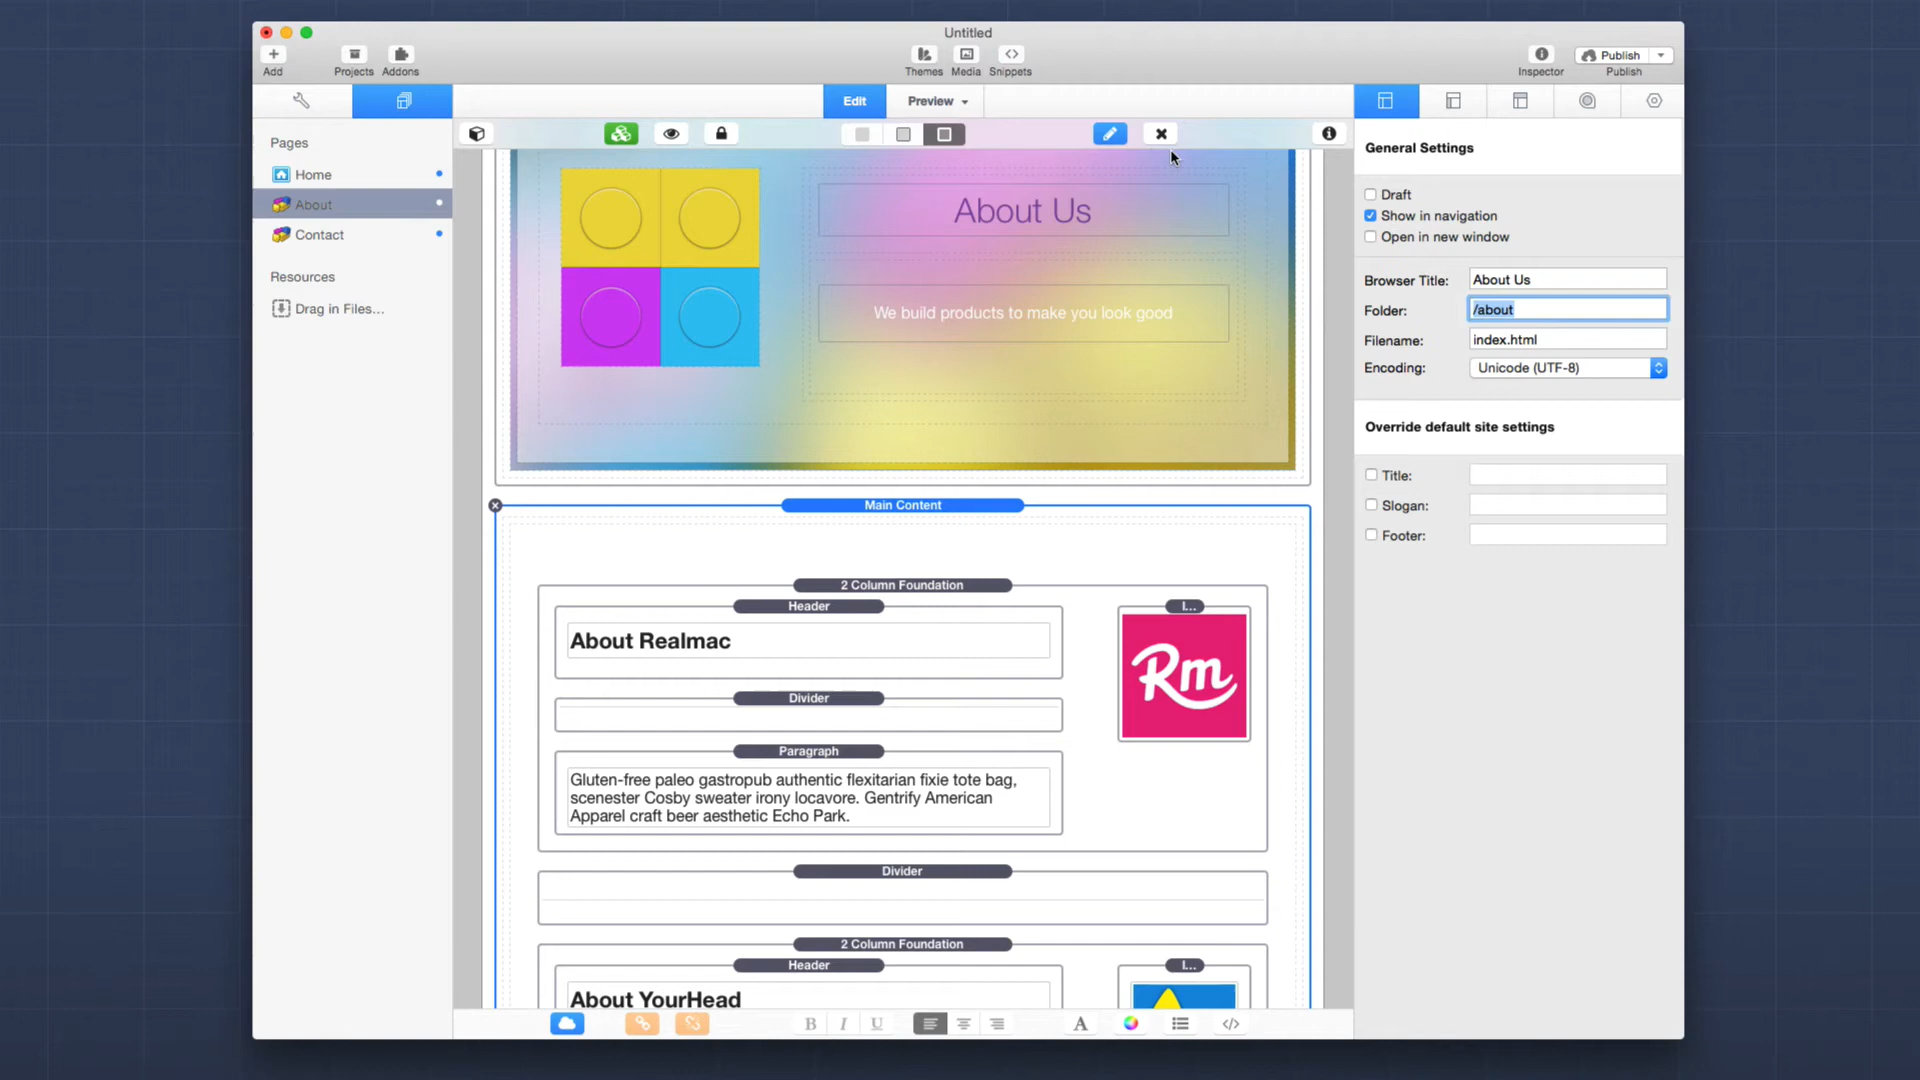 Untitled
Add
Projects
Addons
Themes
Media
Snippets
Inspector
Publish
Publish
Edit
Preview
Pages
Home
About
Contact
Resources
Drag in Files...
About Us
We build products to make you look good
Main Content
2 Column Foundation
Header
I...
About Realmac
Rm
Divider
Paragraph
Gluten-free paleo gastropub authentic flexitarian fixie tote bag,
scenester Cosby sweater irony locavore. Gentrify American
Apparel craft beer aesthetic Echo Park.
Divider
2 Column Foundation
Header
I...
About YourHead
B I U
A
General Settings
Draft
Show in navigation
Open in new window
Browser Title: About Us
Folder: /about
Filename: index.html
Encoding: Unicode (UTF-8)
Override default site settings
Title:
Slogan:
Footer: